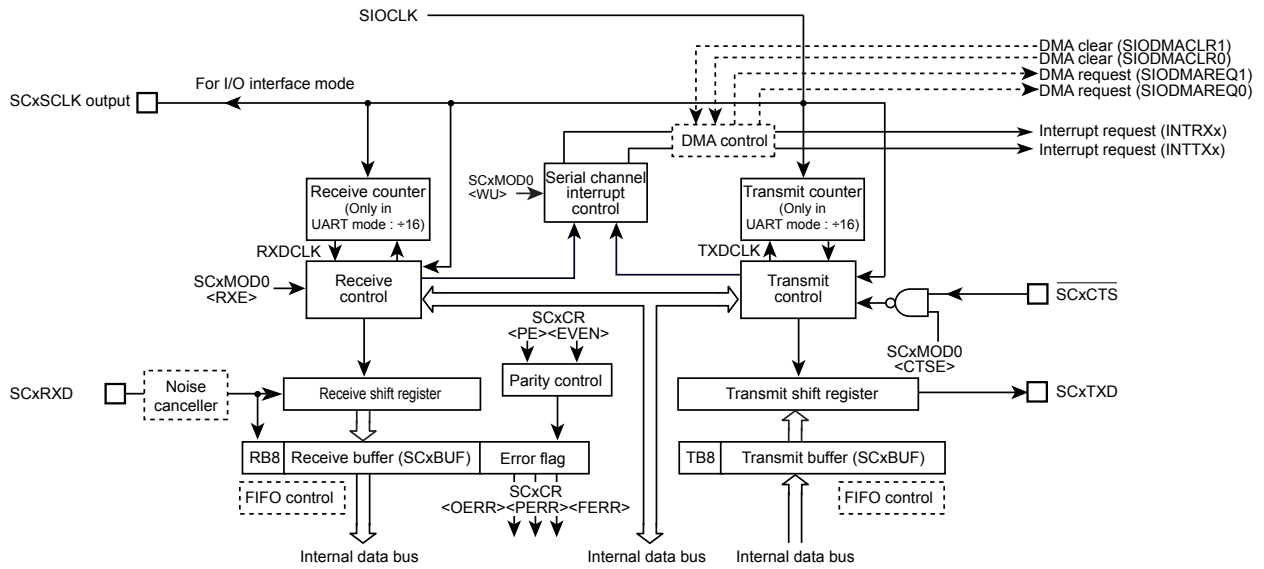 SIOCLK
DMA clear (SIODMACLR1)
DMA clear (SIODMACLR0)
DMA request (SIODMAREQ1)
DMA request (SIODMAREQ0)
For I/O interface mode
SCxSCLK output
DMA control
Interrupt request (INTRXx)
Interrupt request (INTTXx)
Receive counter
(Only in
UART mode : ÷16)
SCxMOD0
<WU>
Serial channel
interrupt
control
Transmit counter
(Only in
UART mode : ÷16)
RXDCLK
TXDCLK
SCxMOD0
<RXE>
Receive
control
Transmit
control
SCxCTS
SCxCR
<PE><EVEN>
SCxMOD0
<CTSE>
SCxRXD
Noise
canceller
Receive shift register
Parity control
Transmit shift register
SCxTXD
RB8
Receive buffer (SCxBUF)
Error flag
TB8
Transmit buffer (SCxBUF)
FIFO control
SCxCR
<OERR><PERR><FERR>
FIFO control
Internal data bus
Internal data bus
Internal data bus